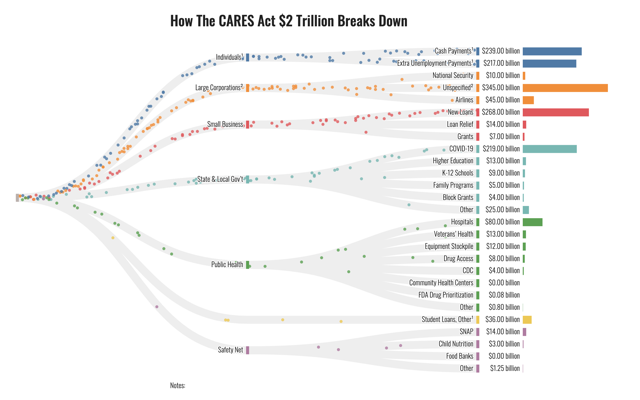 How The CARES Act $2 Trillion Breaks Down
Individuals¹
Cash Payments¹ $239.00 billion
Extra Unemployment Payments¹ $217.00 billion
National Security $10.00 billion
Large Corporations² Unspecified² $345.00 billion
Airlines $45.00 billion
New Loans $268.00 billion
Small Business Loan Relief $14.00 billion
Grants $7.00 billion
COVID-19 $219.00 billion
Higher Education $13.00 billion
K-12 Schools $9.00 billion
State & Local Gov't
Family Programs $5.00 billion
Block Grants $4.00 billion
Other $25.00 billion
Hospitals $80.00 billion
Veterans' Health $13.00 billion
Equipment Stockpile $12.00 billion
Drug Access $8.00 billion
Public Health
CDC $4.00 billion
Community Health Centers $0.00 billion
FDA Drug Prioritization $0.08 billion
Other $0.80 billion
Student Loans, Other¹ $36.00 billion
SNAP $14.00 billion
Child Nutrition $3.00 billion
Safety Net
Food Banks $0.00 billion
Other $1.25 billion
Notes: